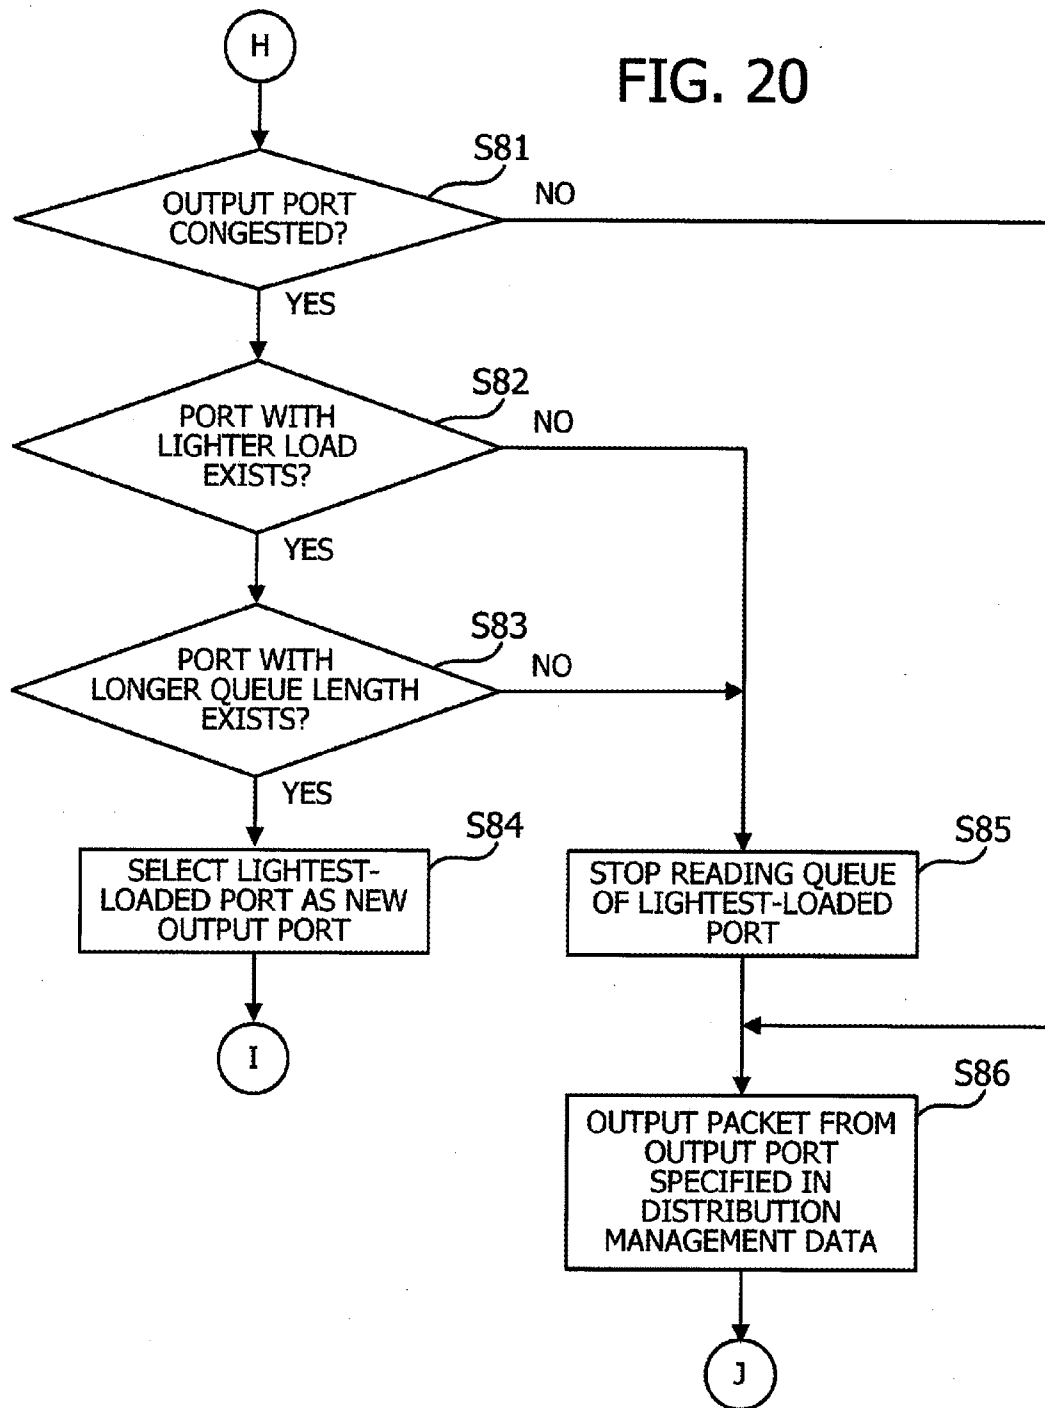 H
FIG. 20
S81
OUTPUT PORT
CONGESTED?
NO
YES
S82
PORT WITH
LIGHTER LOAD
EXISTS?
NO
YES
S83
PORT WITH
LONGER QUEUE LENGTH
EXISTS?
NO
YES
S84
SELECT LIGHTEST-
LOADED PORT AS NEW
OUTPUT PORT
I
S85
STOP READING QUEUE
OF LIGHTEST-LOADED
PORT
S86
OUTPUT PACKET FROM
OUTPUT PORT
SPECIFIED IN
DISTRIBUTION
MANAGEMENT DATA
J